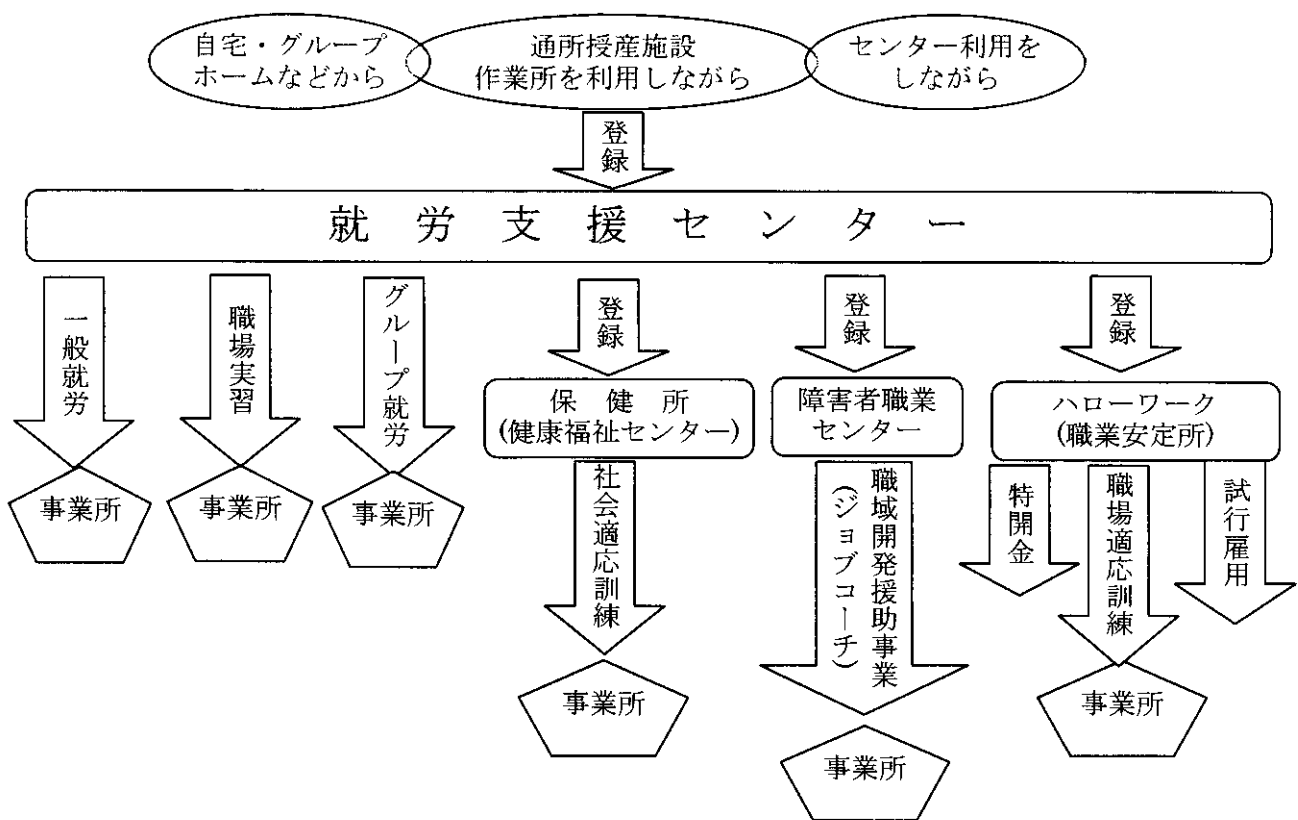 自宅・グループ
ホームなどから
通所授産施設
作業所を利用しながら
センター利用を
しながら
登録
就労支援センター
一般就労
職場実習
グループ就労
登録
登録
登録
保健所
(健康福祉センター)
障害者職業
センター
ハローワーク
(職業安定所)
事業所
事業所
事業所
社会適応訓練
職域開発援助事業
(ジョブコーチ)
特開金
職場適応訓練
試行雇用
事業所
事業所
事業所